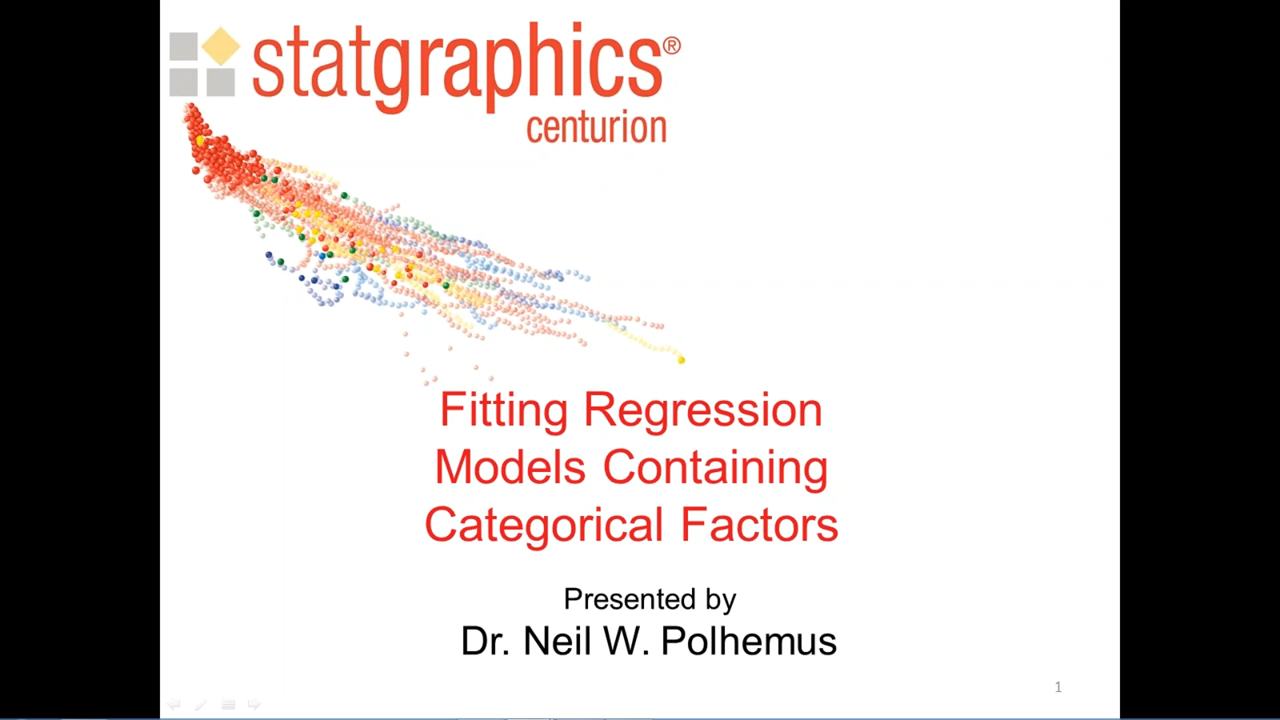 statgraphics®
centurion
Fitting Regression
Models Containing
Categorical Factors
Presented by
Dr. Neil W. Polhemus
1